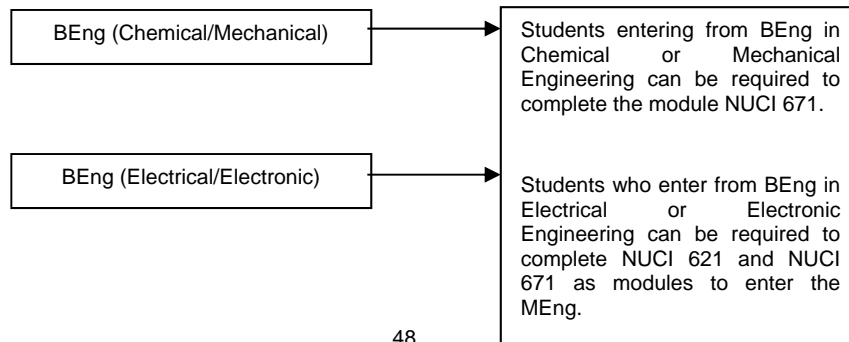 BEng (Chemical/Mechanical)
Students entering from BEng in
Chemical or Mechanical
Engineering can be required to
complete the module NUCI 671.
BEng (Electrical/Electronic)
Students who enter from BEng in
Electrical or Electronic
Engineering can be required to
complete NUCI 621 and NUCI
671 as modules to enter the
MEng.
48